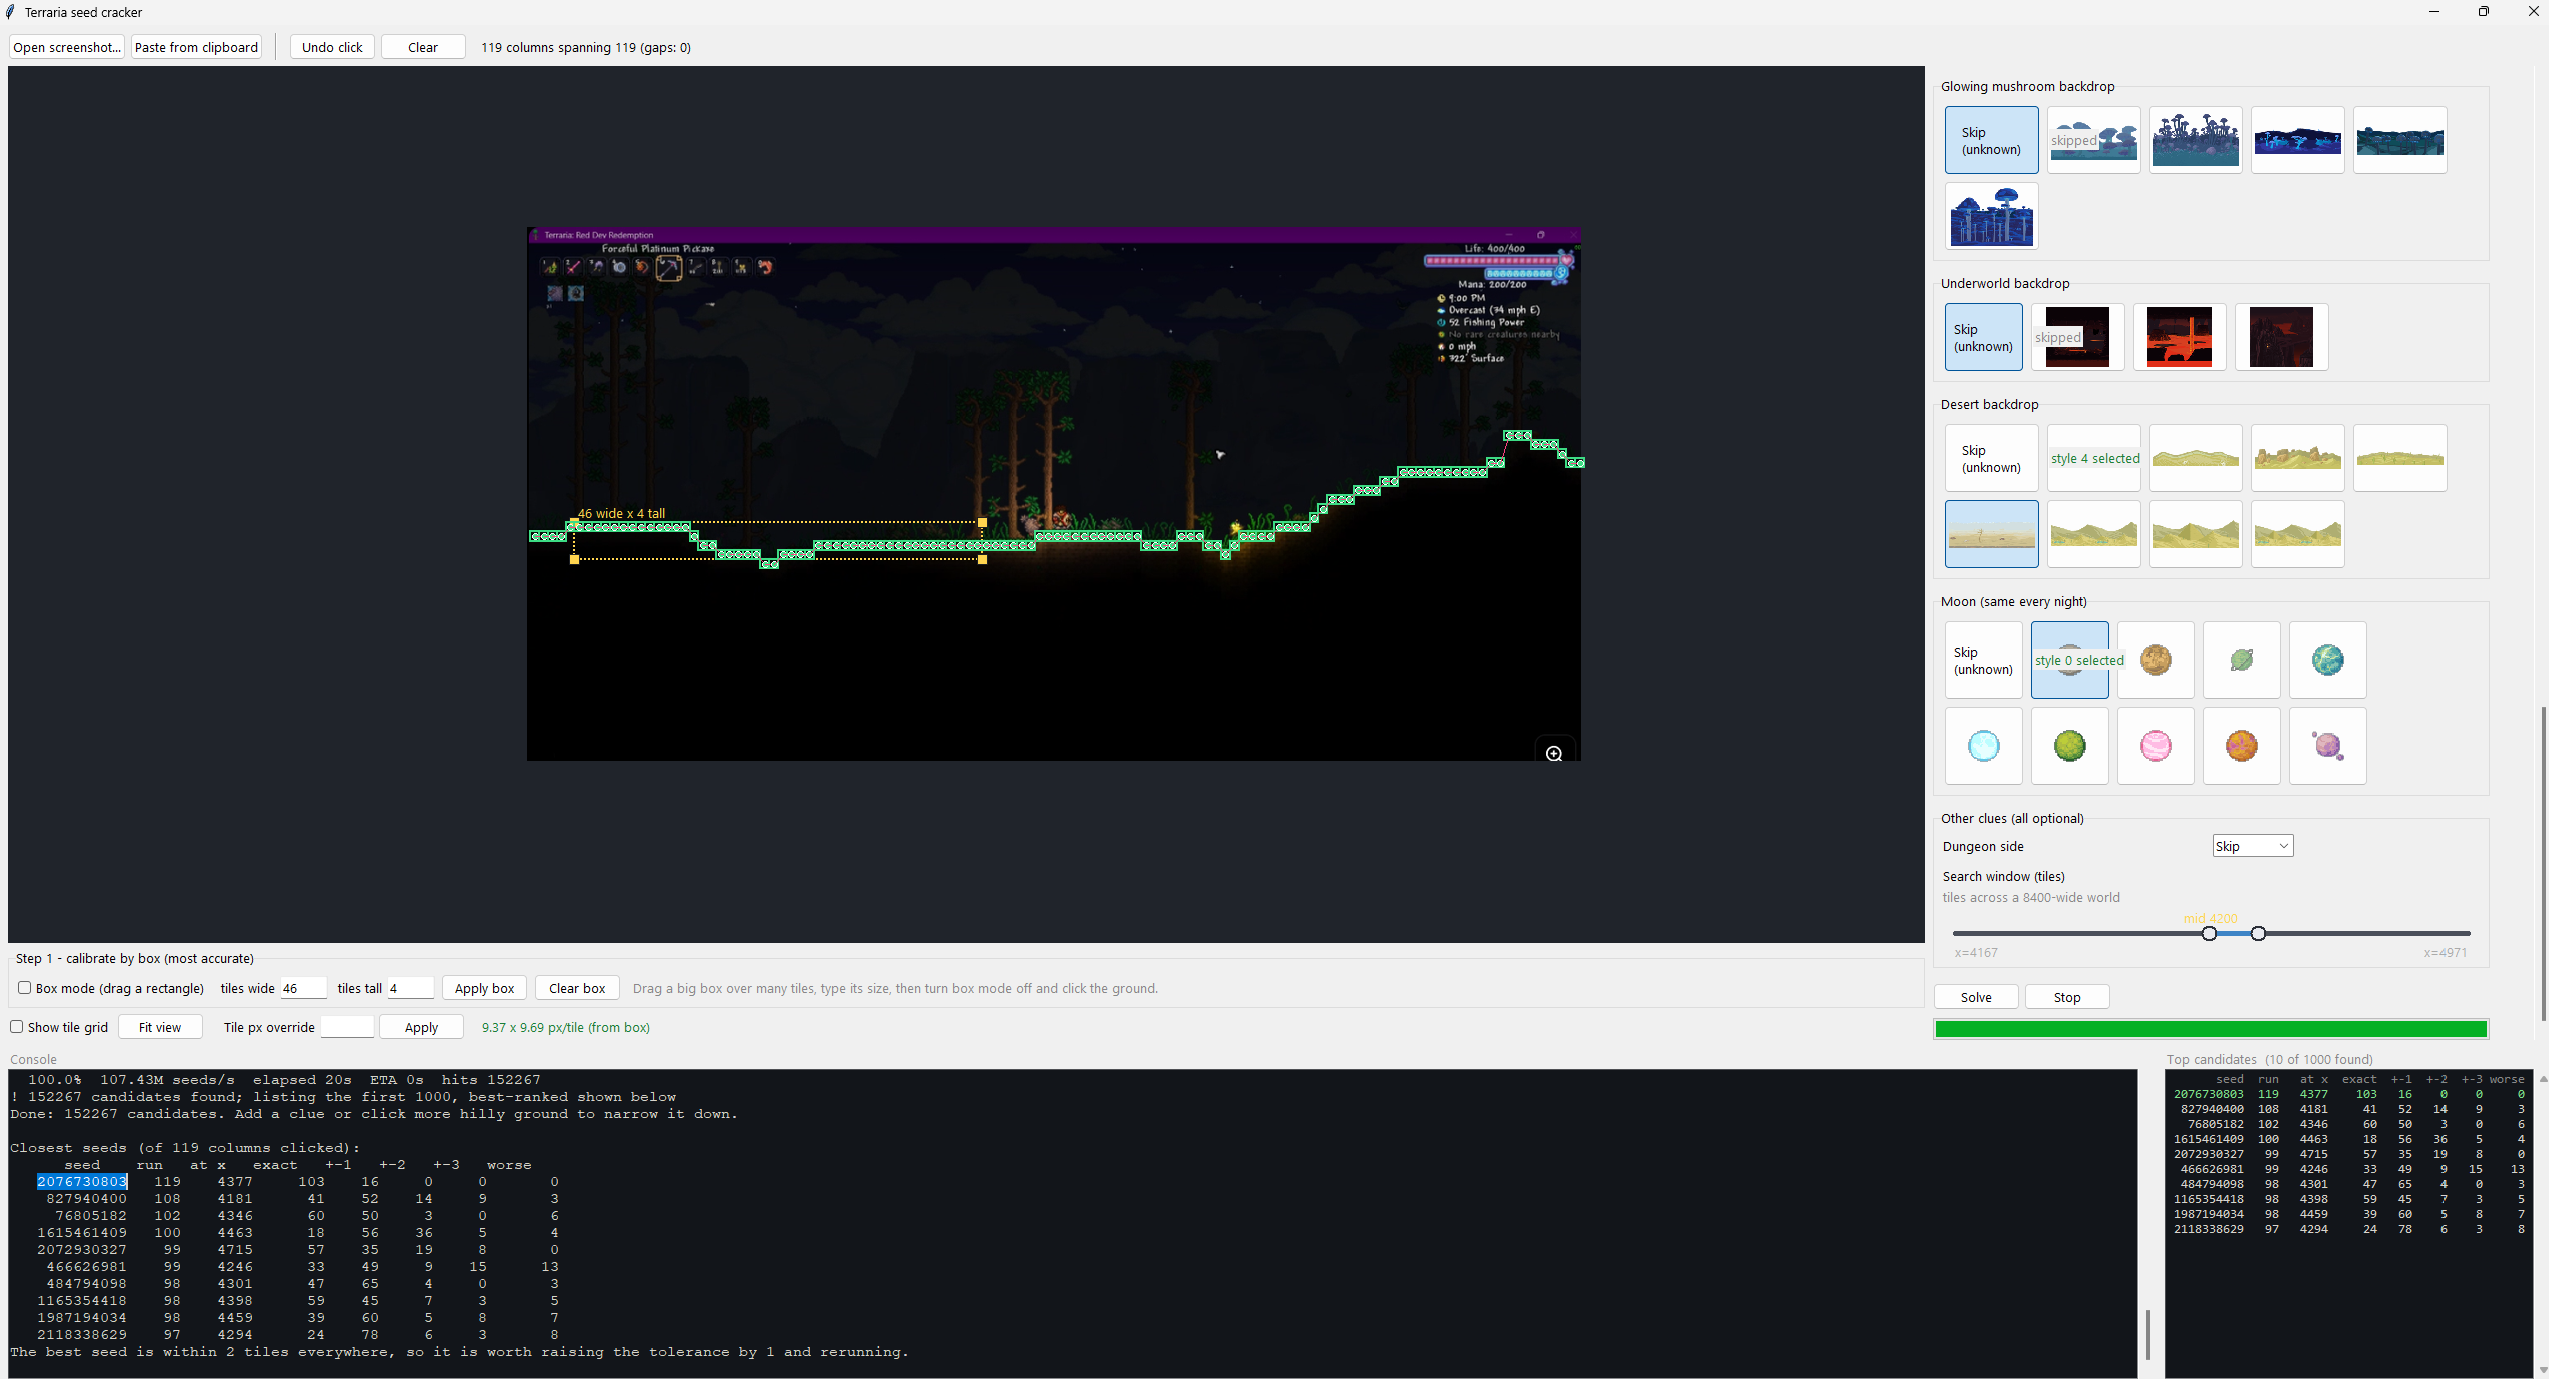 Terraria seed cracker
Open screenshot... Paste from clipboard Undo click Clear 119 columns spanning 119 (gaps: 0)
Terraria: Red Dev Redemption
Forceful Platinum Pickaxe
Life: 400/400
Mana: 200/200
9:00 PM
Overcast (34 mph E)
52 Fishing Power
No rare creatures nearby
0 mph
722' Surface
46 wide x 4 tall
Glowing mushroom backdrop
Skip
(unknown)
skipped
Underworld backdrop
Skip
(unknown)
skipped
Desert backdrop
Skip
(unknown)
style 4 selected
Moon (same every night)
Skip
(unknown)
style 0 selected
Other clues (all optional)
Dungeon side Skip
Search window (tiles)
tiles across a 8400-wide world
mid 4200
x=4167 x=4971
Solve Stop
Step 1 - calibrate by box (most accurate)
Box mode (drag a rectangle) tiles wide 46 tiles tall 4 Apply box Clear box Drag a big box over many tiles, type its size, then turn box mode off and click the ground.
Show tile grid Fit view Tile px override Apply 9.37 x 9.69 px/tile (from box)
Console
100.0% 107.43M seeds/s elapsed 20s ETA 0s hits 152267
! 152267 candidates found; listing the first 1000, best-ranked shown below
Done: 152267 candidates. Add a clue or click more hilly ground to narrow it down.
Closest seeds (of 119 columns clicked):
seed run at x exact +-1 +-2 +-3 worse
2076730803 119 4377 103 16 0 0 0
827940400 108 4181 41 52 14 9 3
76805182 102 4346 60 50 3 0 6
1615461409 100 4463 18 56 36 5 4
2072930327 99 4715 57 35 19 8 0
466626981 99 4246 33 49 9 15 13
484794098 98 4301 47 65 4 0 3
1165354418 98 4398 59 45 7 3 5
1987194034 98 4459 39 60 5 8 7
2118338629 97 4294 24 78 6 3 8
The best seed is within 2 tiles everywhere, so it is worth raising the tolerance by 1 and rerunning.
Top candidates (10 of 1000 found)
seed run at x exact +-1 +-2 +-3 worse
2076730803 119 4377 103 16 0 0 0
827940400 108 4181 41 52 14 9 3
76805182 102 4346 60 50 3 0 6
1615461409 100 4463 18 56 36 5 4
2072930327 99 4715 57 35 19 8 0
466626981 99 4246 33 49 9 15 13
484794098 98 4301 47 65 4 0 3
1165354418 98 4398 59 45 7 3 5
1987194034 98 4459 39 60 5 8 7
2118338629 97 4294 24 78 6 3 8